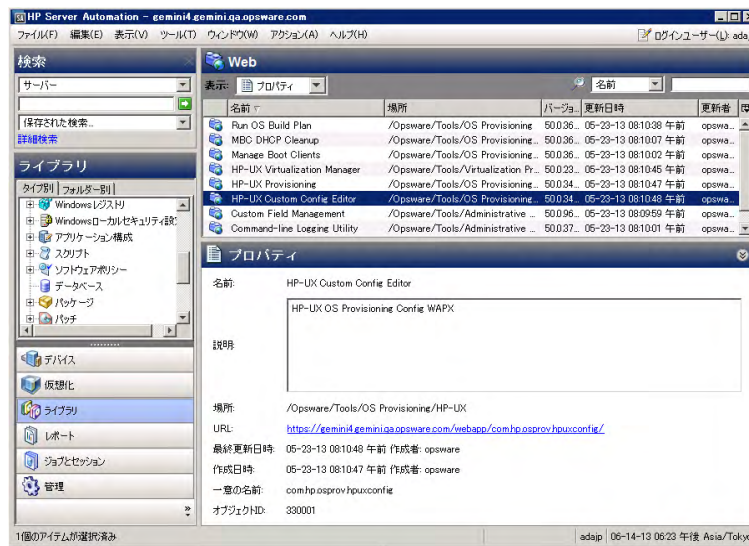 HP Server Automation - gemini4.gemini.qa.opsware.com
ファイル(F) 編集(E) 表示(V) ツール(T) ウィンドウ(W) アクション(A) ヘルプ(H) ログインユーザー(L): ada
検索
サーバー
保存された検索...
詳細検索
ライブラリ
タイプ別 フォルダー別
Windowsレジストリ
Windowsローカルセキュリティ設
アプリケーション構成
スクリプト
ソフトウェアポリシー
データベース
パッケージ
パッチ
デバイス
仮想化
ライブラリ
レポート
ジョブとセッション
管理
Web
表示: プロパティ 名前
名前 場所 バージョ... 更新日時 更新者
Run OS Build Plan /Opsware/Tools/OS Provisioning 50.0.36... 05-23-13 08:10:38 午前 opswa...
MBC DHCP Cleanup /Opsware/Tools/OS Provisioning 50.0.36... 05-23-13 08:10:07 午前 opswa...
Manage Boot Clients /Opsware/Tools/OS Provisioning 50.0.36... 05-23-13 08:10:02 午前 opswa...
HP-UX Virtualization Manager /Opsware/Tools/Virtualization Pr... 50.0.23... 05-23-13 08:10:45 午前 opswa...
HP-UX Provisioning /Opsware/Tools/OS Provisioning 50.0.34... 05-23-13 08:10:47 午前 opswa...
HP-UX Custom Config Editor /Opsware/Tools/OS Provisioning 50.0.34... 05-23-13 08:10:48 午前 opswa...
Custom Field Management /Opsware/Tools/Administrative ... 50.0.96... 05-23-13 08:09:59 午前 opswa...
Command-line Logging Utility /Opsware/Tools/Administrative ... 50.0.37... 05-23-13 08:10:01 午前 opswa...
プロパティ
名前: HP-UX Custom Config Editor
説明: HP-UX OS Provisioning Config WAPX
場所: /Opsware/Tools/OS Provisioning/HP-UX
URL: https://gemini4.gemini.qa.opsware.com/webapp/com.hp.osprov.hpuxconfig/
最終更新日時: 05-23-13 08:10:48 午前 作成者: opsware
作成日時: 05-23-13 08:10:47 午前 作成者: opsware
一意の名前: com.hp.osprov.hpuxconfig
オブジェクトID: 330001
1個のアイテムが選択済み adajp 06-14-13 06:23 午後 Asia/Tokyo